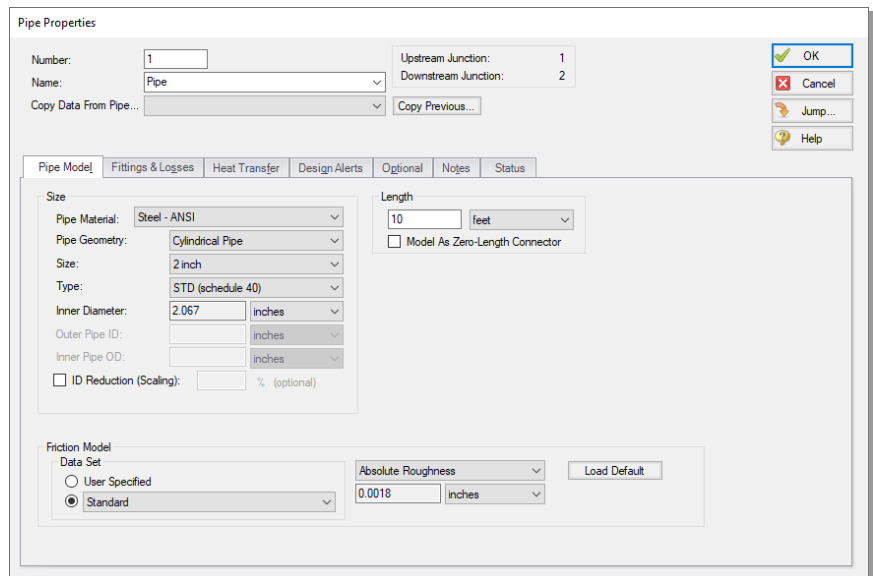 Pipe Properties
Number: 1 Upstream Junction: 1 OK
Name: Pipe Downstream Junction: 2 Cancel
Copy Data From Pipe... Copy Previous... Jump...
Help
Pipe Model Fittings & Losses Heat Transfer Design Alerts Optional Notes Status
Size Length
Pipe Material: Steel - ANSI 10 feet
Pipe Geometry: Cylindrical Pipe Model As Zero-Length Connector
Size: 2 inch
Type: STD (schedule 40)
Inner Diameter: 2.067 inches
Outer Pipe ID: inches
Inner Pipe OD: inches
ID Reduction (Scaling): % (optional)
Friction Model
Data Set
User Specified Absolute Roughness Load Default
Standard 0.0018 inches